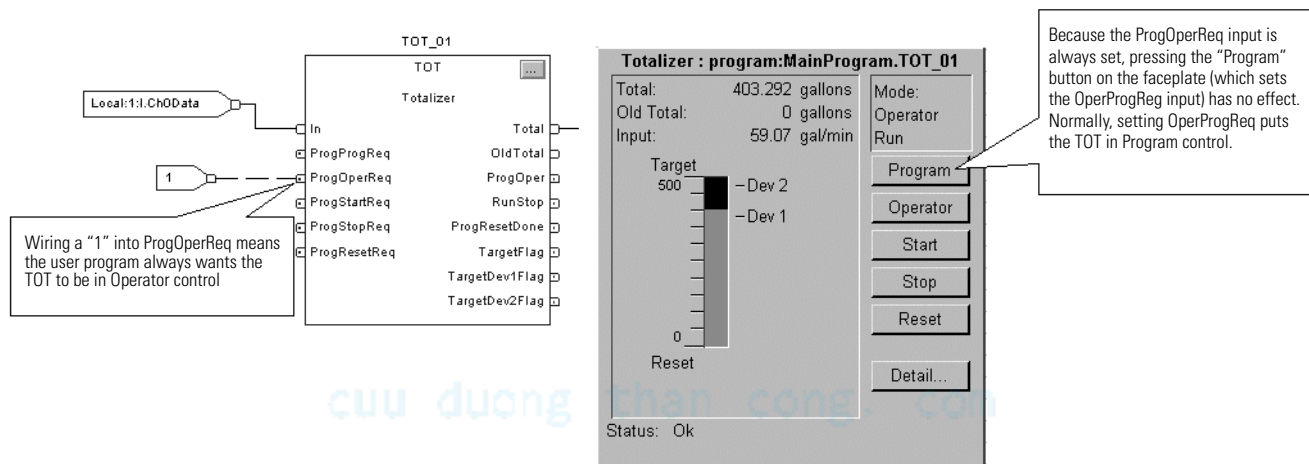 TOT_01
TOT
...
Totalizer
Local:1:I.Ch0Data
In
Total
ProgProgReq
OldTotal
1
ProgOperReq
ProgOper
ProgStartReq
RunStop
ProgStopReq
ProgResetDone
ProgResetReq
TargetFlag
TargetDev1Flag
TargetDev2Flag
Wiring a “1” into ProgOperReq means
the user program always wants the
TOT to be in Operator control
Totalizer : program:MainProgram.TOT_01
Total: 403.292 gallons
Old Total: 0 gallons
Input: 59.07 gal/min
Mode:
Operator
Run
Target
500
Dev 2
Dev 1
0
Reset
Program
Operator
Start
Stop
Reset
Detail...
Status: Ok
Because the ProgOperReq input is
always set, pressing the “Program”
button on the faceplate (which sets
the OperProgReg input) has no effect.
Normally, setting OperProgReq puts
the TOT in Program control.
cuu duong than cong. com